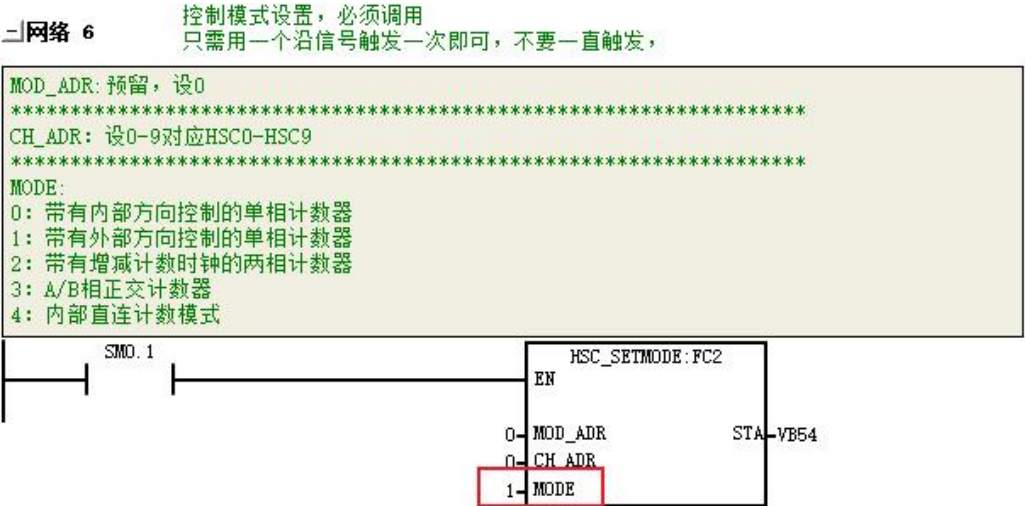 控制模式设置，必须调用
网络 6
只需用一个沿信号触发一次即可，不要一直触发，
MOD_ADR:预留，设0
******************************************************************
CH_ADR: 设0-9对应HSC0-HSC9
******************************************************************
MODE:
0: 带有内部方向控制的单相计数器
1: 带有外部方向控制的单相计数器
2: 带有增减计数时钟的两相计数器
3: A/B相正交计数器
4: 内部直连计数模式
SM0.1
HSC_SETMODE:FC2
EN
0 MOD_ADR STA VB54
0 CH_ADR
1 MODE